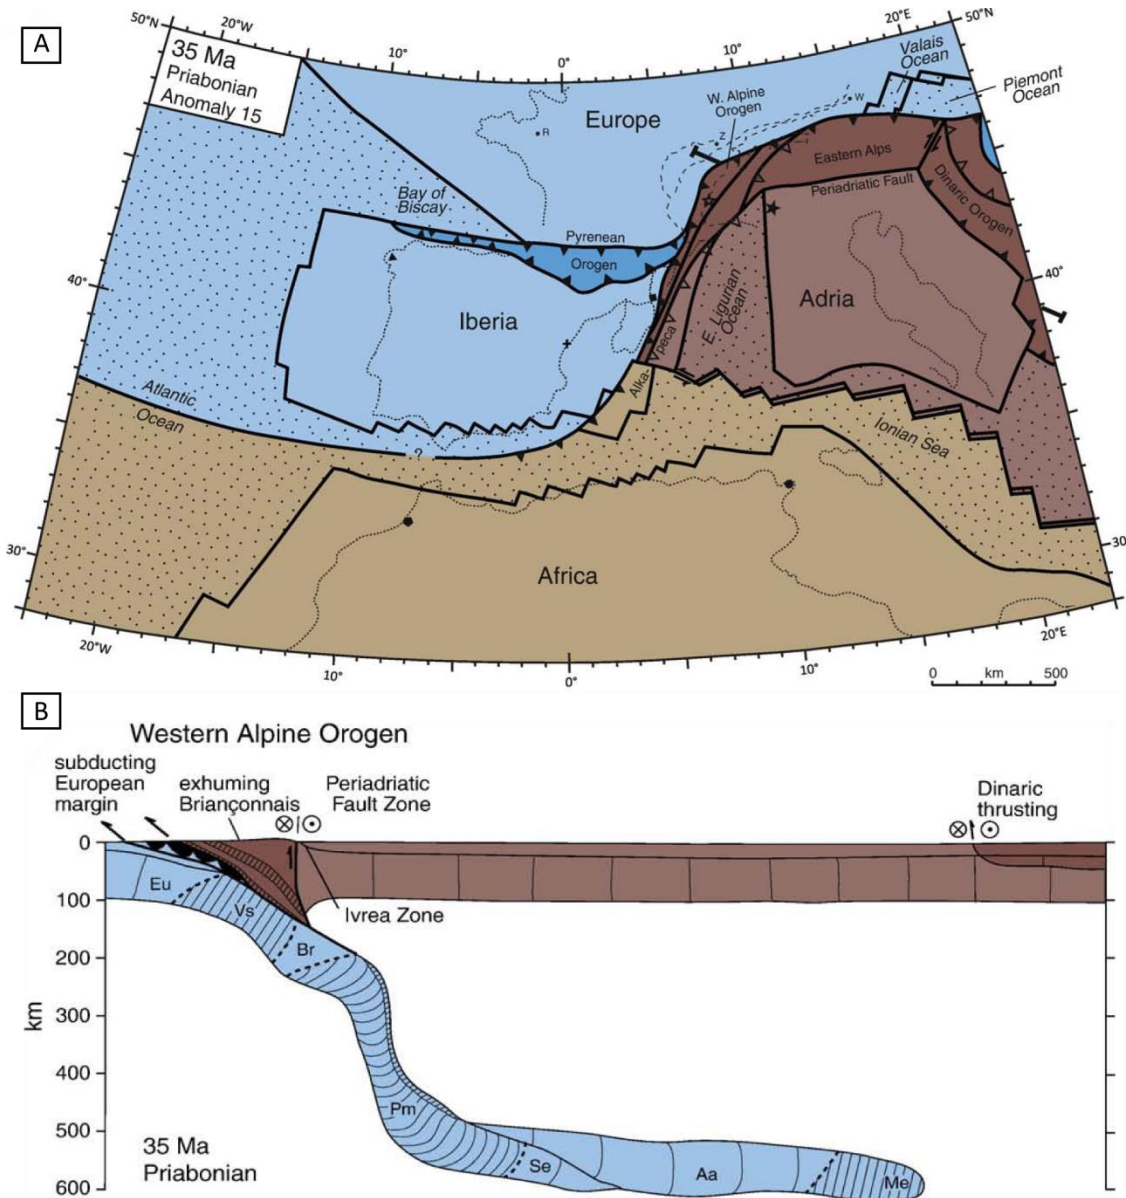 A
50°N
20°W
10°
0°
10°
20°E
50°N
35 Ma
Priabonian
Anomaly 15
Valais
Ocean
Piemont
Ocean
W. Alpine
Orogen
W
Z
R
Europe
Eastern Alps
Periadriatic Fault
Dinaric Orogen
Bay of
Biscay
Pyrenean
Orogen
40°
40°
Iberia
E. Ligurian
Ocean
Adria
Alka-
peca
Atlantic
Ocean
?
Ionian Sea
30°
30
Africa
20°W
10°
0°
10°
20°E
0 km 500
B
Western Alpine Orogen
subducting
European
margin
exhuming
Briançonnais
Periadriatic
Fault Zone
Dinaric
thrusting
0
100
200
300
400
500
600
km
Eu
Vs
Br
Ivrea Zone
Pm
Se
Aa
Me
35 Ma
Priabonian